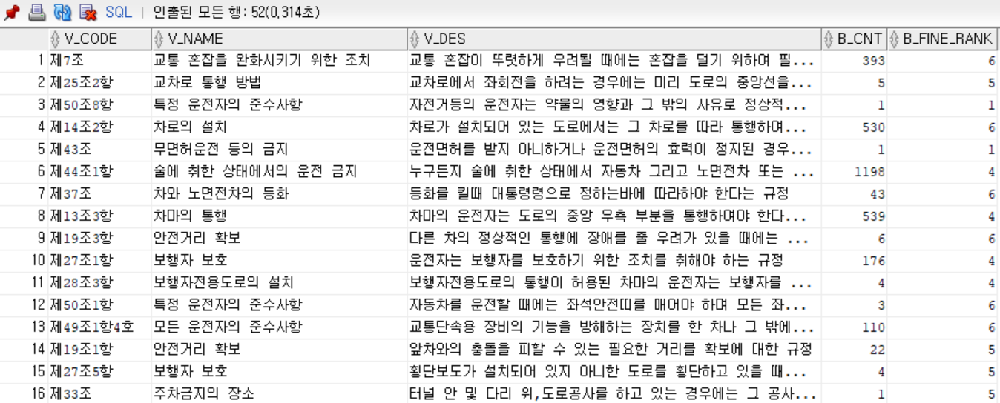 SQL | 인출된 모든 행: 52(0,314초)
V_CODE V_NAME V_DES B_CNT B_FINE_RANK
1 제7조 교통 혼잡을 완화시키기 위한 조치 교통 혼잡이 뚜렷하게 우려될 때에는 혼잡을 덜기 위하여 필... 393 6
2 제25조2항 교차로 통행 방법 교차로에서 좌회전을 하려는 경우에는 미리 도로의 중앙선을... 5 5
3 제50조8항 특정 운전자의 준수사항 자전거등의 운전자는 약물의 영향과 그 밖의 사유로 정상적... 1 1
4 제14조2항 차로의 설치 차로가 설치되어 있는 도로에서는 그 차로를 따라 통행하여... 530 6
5 제43조 무면허운전 등의 금지 운전면허를 받지 아니하거나 운전면허의 효력이 정지된 경우... 1 1
6 제44조1항 술에 취한 상태에서의 운전 금지 누구든지 술에 취한 상태에서 자동차 그리고 노면전차 또는 ... 1198 4
7 제37조 차와 노면전차의 등화 등화를 킬때 대통령령으로 정하는바에 따라하야 한다는 규정 43 6
8 제13조3항 차마의 통행 차마의 운전자는 도로의 중앙 우측 부분을 통행하여야 한다... 539 4
9 제19조3항 안전거리 확보 다른 차의 정상적인 통행에 장애를 줄 우려가 있을 때에는 ... 6 6
10 제27조1항 보행자 보호 운전자는 보행자를 보호하기 위한 조치를 취해야 하는 규정 176 4
11 제28조3항 보행자전용도로의 설치 보행자전용도로의 통행이 허용된 차마의 운전자는 보행자를 ... 4 4
12 제50조1항 특정 운전자의 준수사항 자동차를 운전할 때에는 좌석안전띠를 매어야 하며 모든 좌... 3 6
13 제49조1항4호 모든 운전자의 준수사항 교통단속용 장비의 기능을 방해하는 장치를 한 차나 그 밖에... 110 6
14 제19조1항 안전거리 확보 앞차와의 충돌을 피할 수 있는 필요한 거리를 확보에 대한 규정 22 5
15 제27조5항 보행자 보호 횡단보도가 설치되어 있지 아니한 도로를 횡단하고 있을 때... 4 5
16 제33조 주차금지의 장소 터널 안 및 다리 위,도로공사를 하고 있는 경우에는 그 공사... 1 5